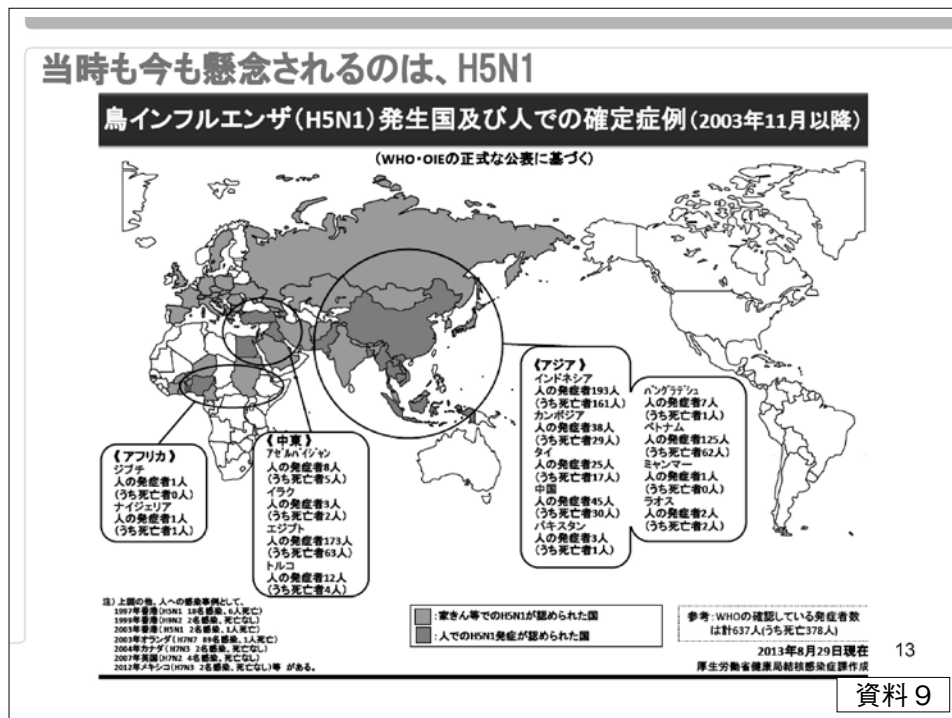 当時も今も懸念されるのは、H5N1
鳥インフルエンザ(H5N1)発生国及び人での確定症例(2003年11月以降)
(WHO・OIEの正式な公表に基づく)
《アフリカ》
ジブチ
人の発症者1人
(うち死亡者0人)
ナイジェリア
人の発症者1人
(うち死亡者1人)
《中東》
アゼルバイジャン
人の発症者8人
(うち死亡者5人)
イラク
人の発症者3人
(うち死亡者2人)
エジプト
人の発症者173人
(うち死亡者63人)
トルコ
人の発症者12人
(うち死亡者4人)
《アジア》
インドネシア
人の発症者193人
(うち死亡者161人)
カンボジア
人の発症者38人
(うち死亡者29人)
タイ
人の発症者25人
(うち死亡者17人)
中国
人の発症者45人
(うち死亡者30人)
パキスタン
人の発症者3人
(うち死亡者1人)
バングラデシュ
人の発症者7人
(うち死亡者1人)
ベトナム
人の発症者125人
(うち死亡者62人)
ミャンマー
人の発症者1人
(うち死亡者0人)
ラオス
人の発症者2人
(うち死亡者2人)
注)上図の他、人への感染事例として、
1997年香港(H5N1 18名感染、6人死亡)
1999年香港(H9N2 2名感染、死亡なし)
2003年香港(H5N1 2名感染、1人死亡)
2003年オランダ(H7N7 89名感染、1人死亡)
2004年カナダ(H7N3 2名感染、死亡なし)
2007年英国(H7N2 4名感染、死亡なし)
2012年メキシコ(H7N3 2名感染、死亡なし)等 がある。
:家きん等でのH5N1が認められた国
:人でのH5N1発症が認められた国
参考:WHOの確認している発症者数
は計637人(うち死亡378人)
2013年8月29日現在
厚生労働省健康局結核感染症課作成
13
資料9